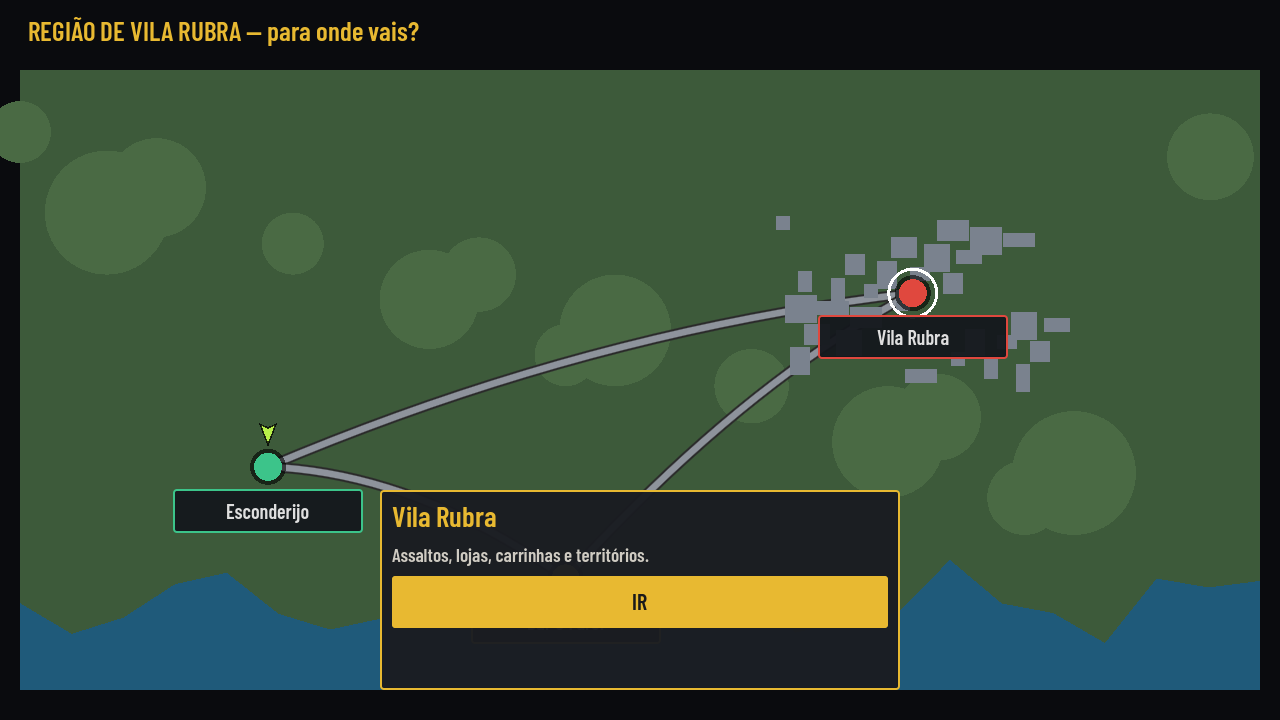 REGIÃO DE VILA RUBRA — para onde vais?
Vila Rubra
Esconderijo
Vila Rubra
Assaltos, lojas, carrinhas e territórios.
IR